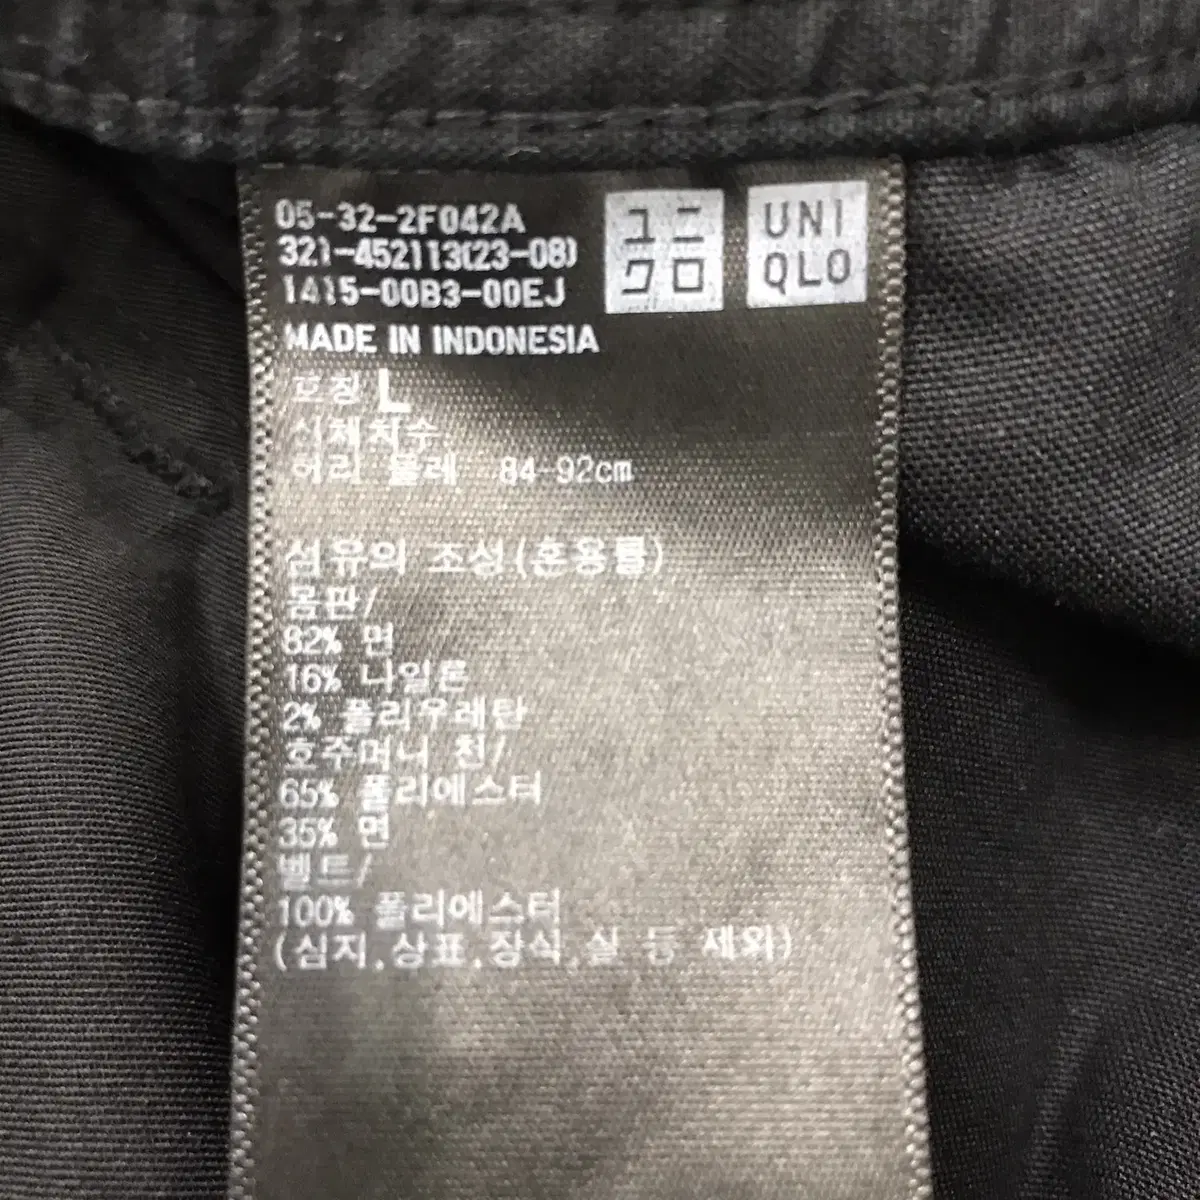 05-32-2F042A
321-452113(23-08)
1415-00B3-00EJ
ユニ
クロ
UNI
QLO
MADE IN INDONESIA
호칭 L
신체치수
허리 둘레 84-92cm
섬유의 조성(혼용률)
몸판/
82% 면
16% 나일론
2% 폴리우레탄
호주머니 천/
65% 폴리에스터
35% 면
벨트/
100% 폴리에스터
(심지,상표,장식,실 등 제외)